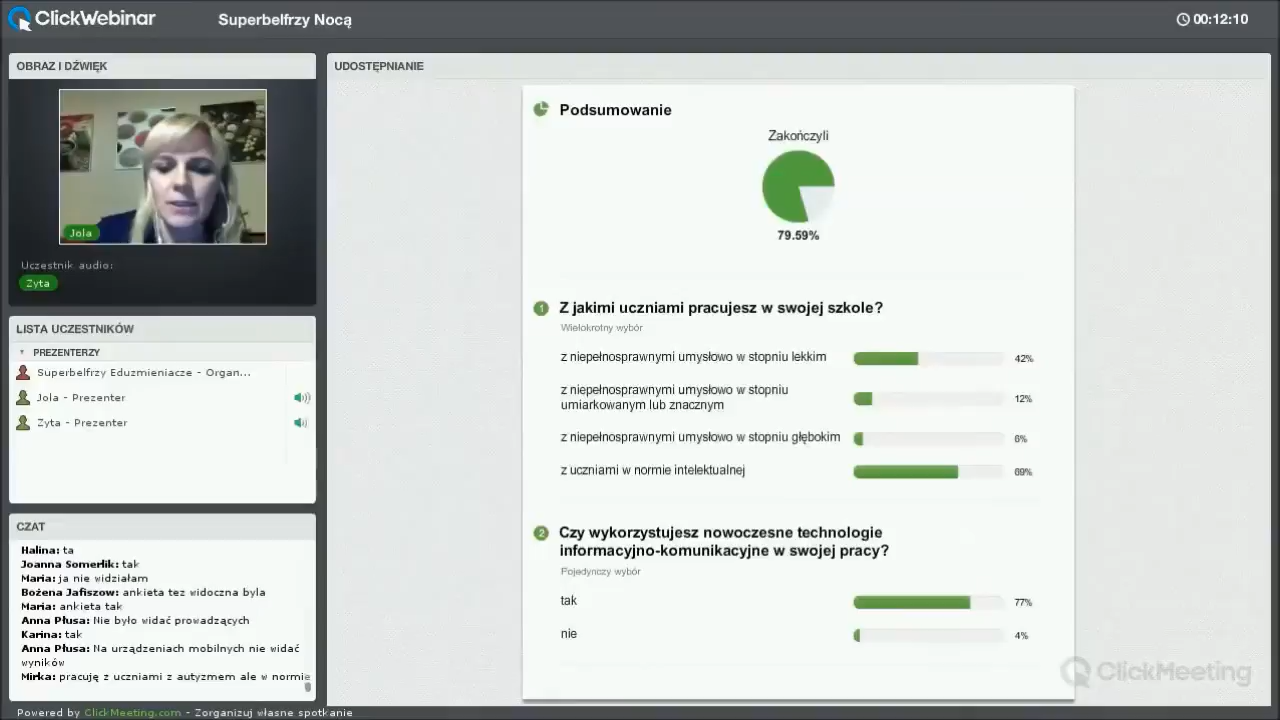 ClickWebinar
Superbelfrzy Nocą
00:12:10
OBRAZ I DŹWIĘK
Jola
Uczestnik audio:
Zyta
LISTA UCZESTNIKÓW
PREZENTERZY
Superbelfrzy Eduzmieniacze - Organ...
Jola - Prezenter
Zyta - Prezenter
CZAT
Halina: ta
Joanna Somerlik: tak
Maria: ja nie widziałam
Bożena Jafiszow: ankieta tez widoczna byla
Maria: ankieta tak
Anna Płusa: Nie było widać prowadzących
Karina: tak
Anna Płusa: Na urządzeniach mobilnych nie widać
wyników
Mirka: pracuję z uczniami z autyzmem ale w normie
UDOSTĘPNIANIE
Podsumowanie
Zakończyli
79.59%
1 Z jakimi uczniami pracujesz w swojej szkole?
Wielokrotny wybór
z niepełnosprawnymi umysłowo w stopniu lekkim 42%
z niepełnosprawnymi umysłowo w stopniu
umiarkowanym lub znacznym 12%
z niepełnosprawnymi umysłowo w stopniu głębokim 6%
z uczniami w normie intelektualnej 69%
2 Czy wykorzystujesz nowoczesne technologie
informacyjno-komunikacyjne w swojej pracy?
Pojedynczy wybór
tak 77%
nie 4%
ClickMeeting
Powered by ClickMeeting.com - Zorganizuj własne spotkanie